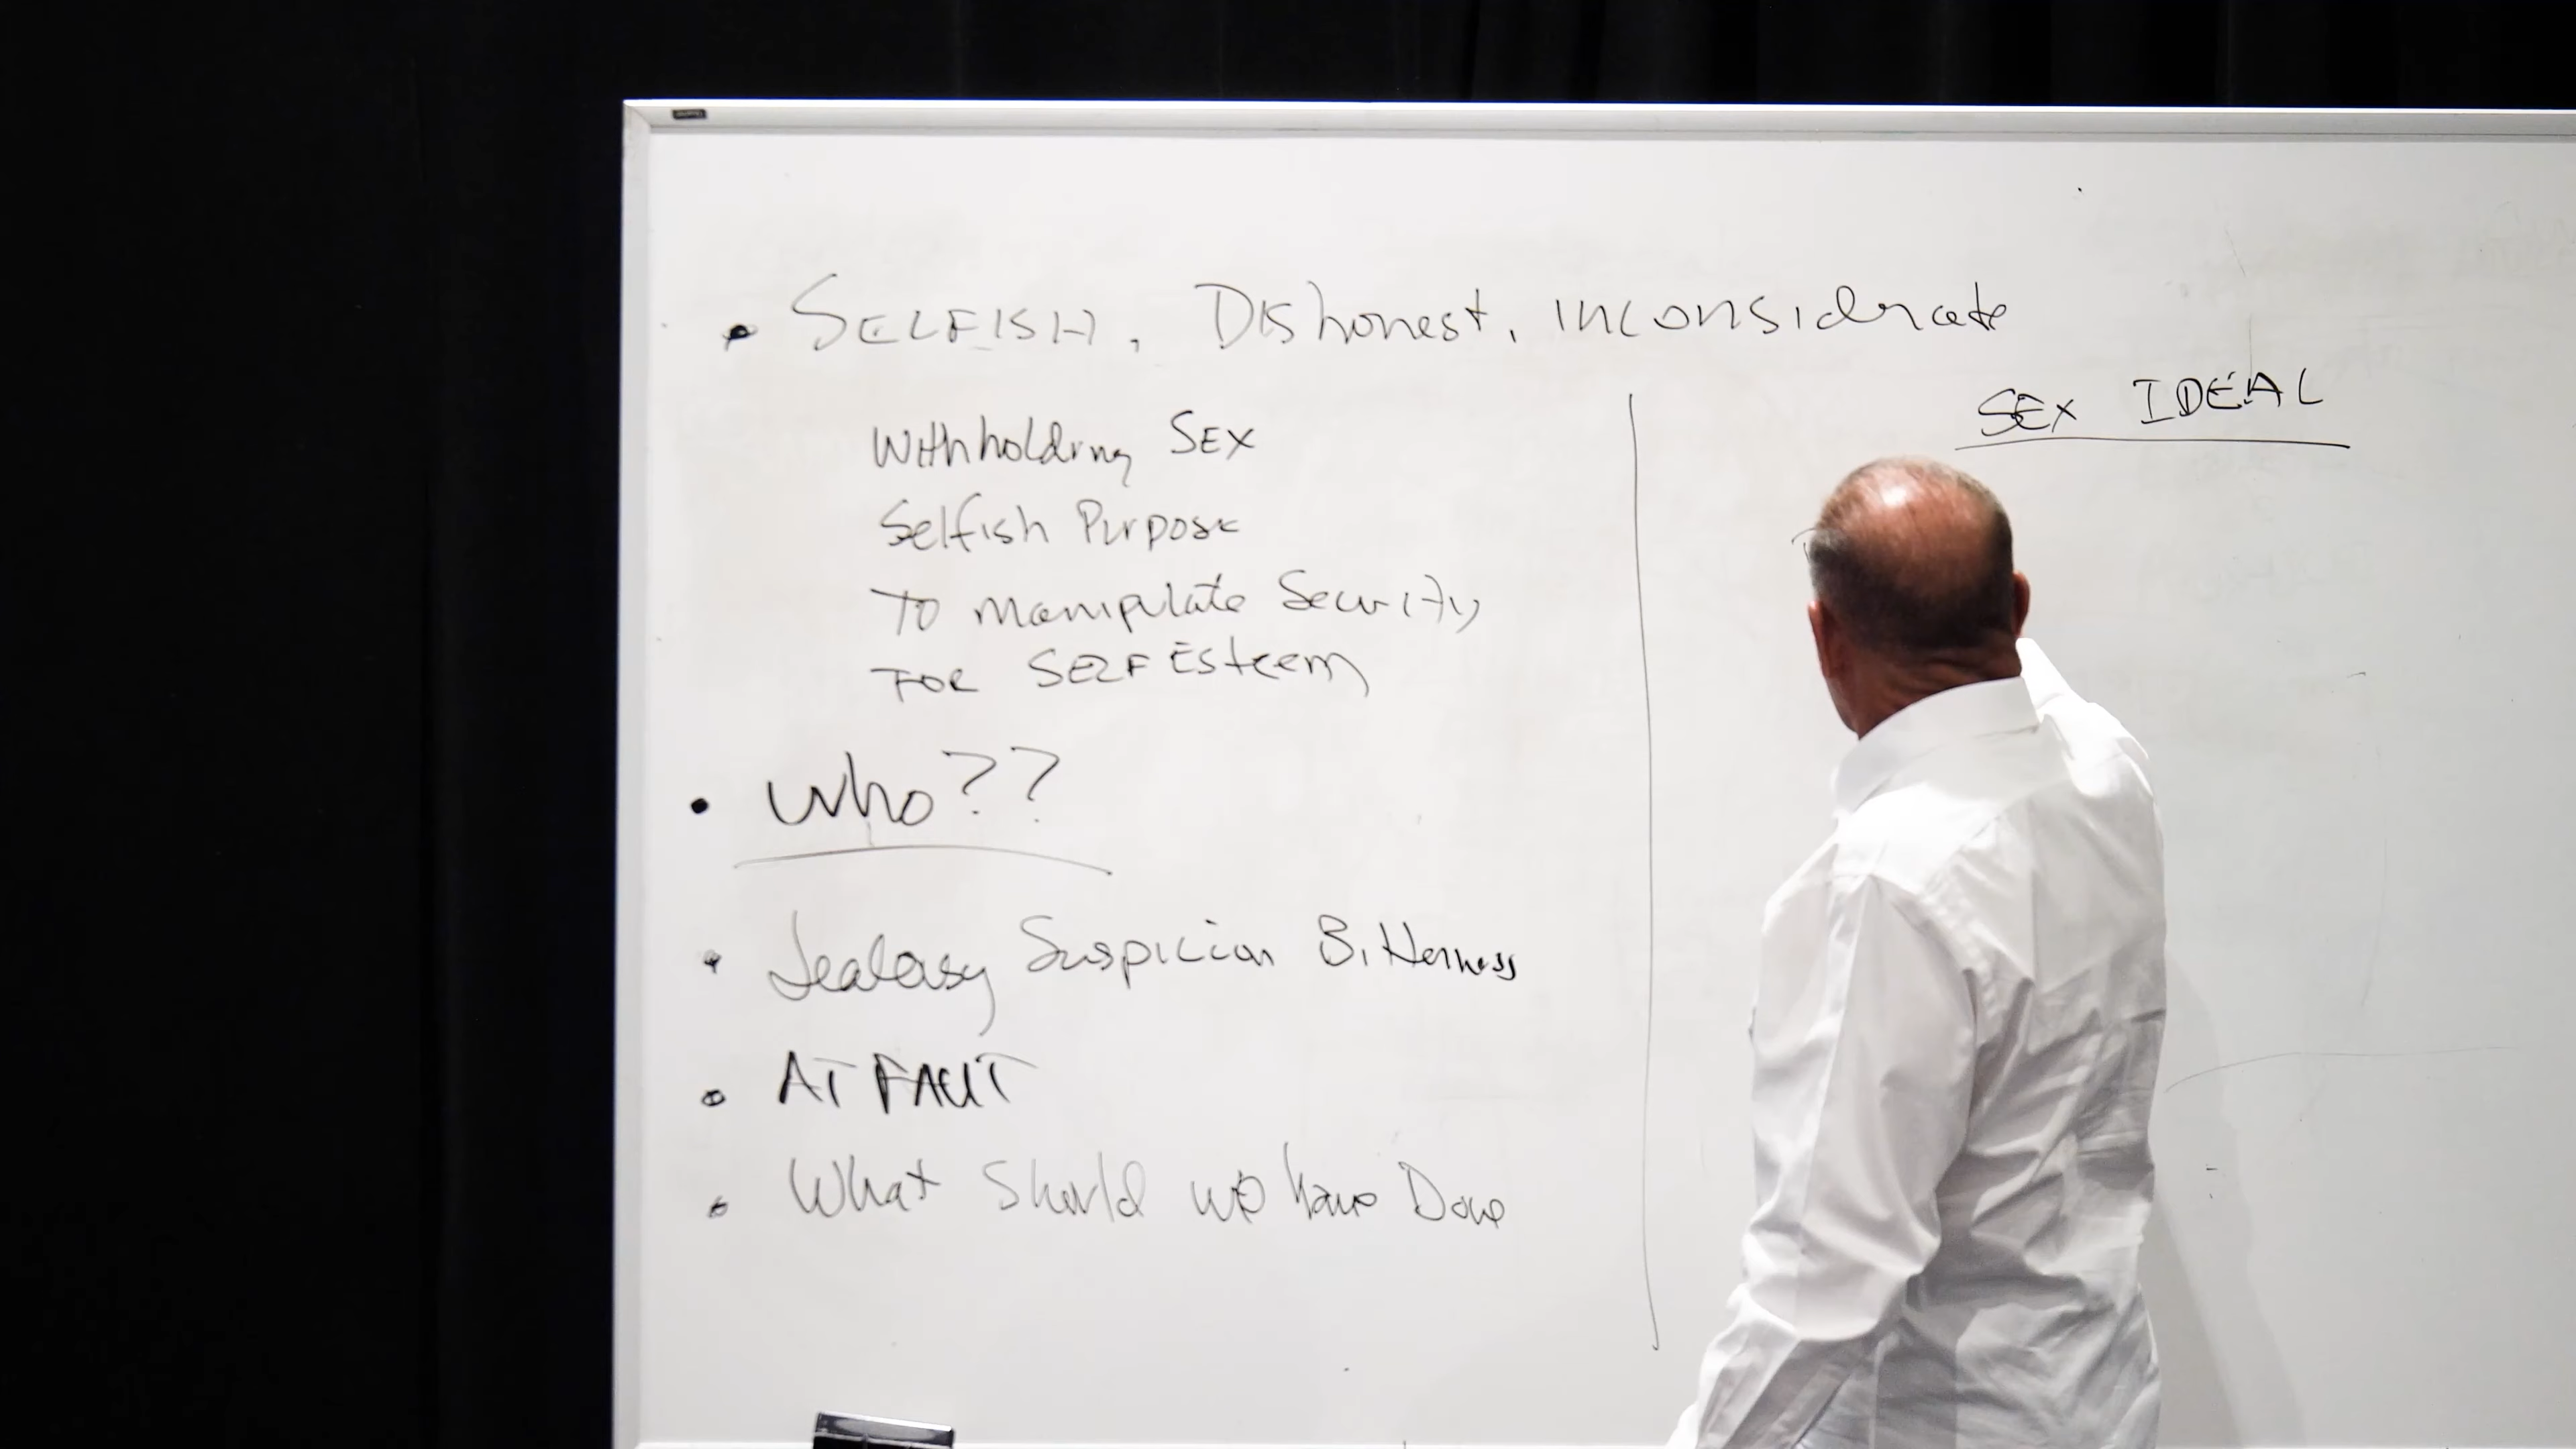 • SELFISH, Dishonest, inconsiderate
Withholding SEX
Selfish Purpose
To manipulate Security
FOR SELF Esteem
• Who??
• Jealousy Suspicion Bitterness
• AT FAULT
• What Should we have Done
SEX IDEAL